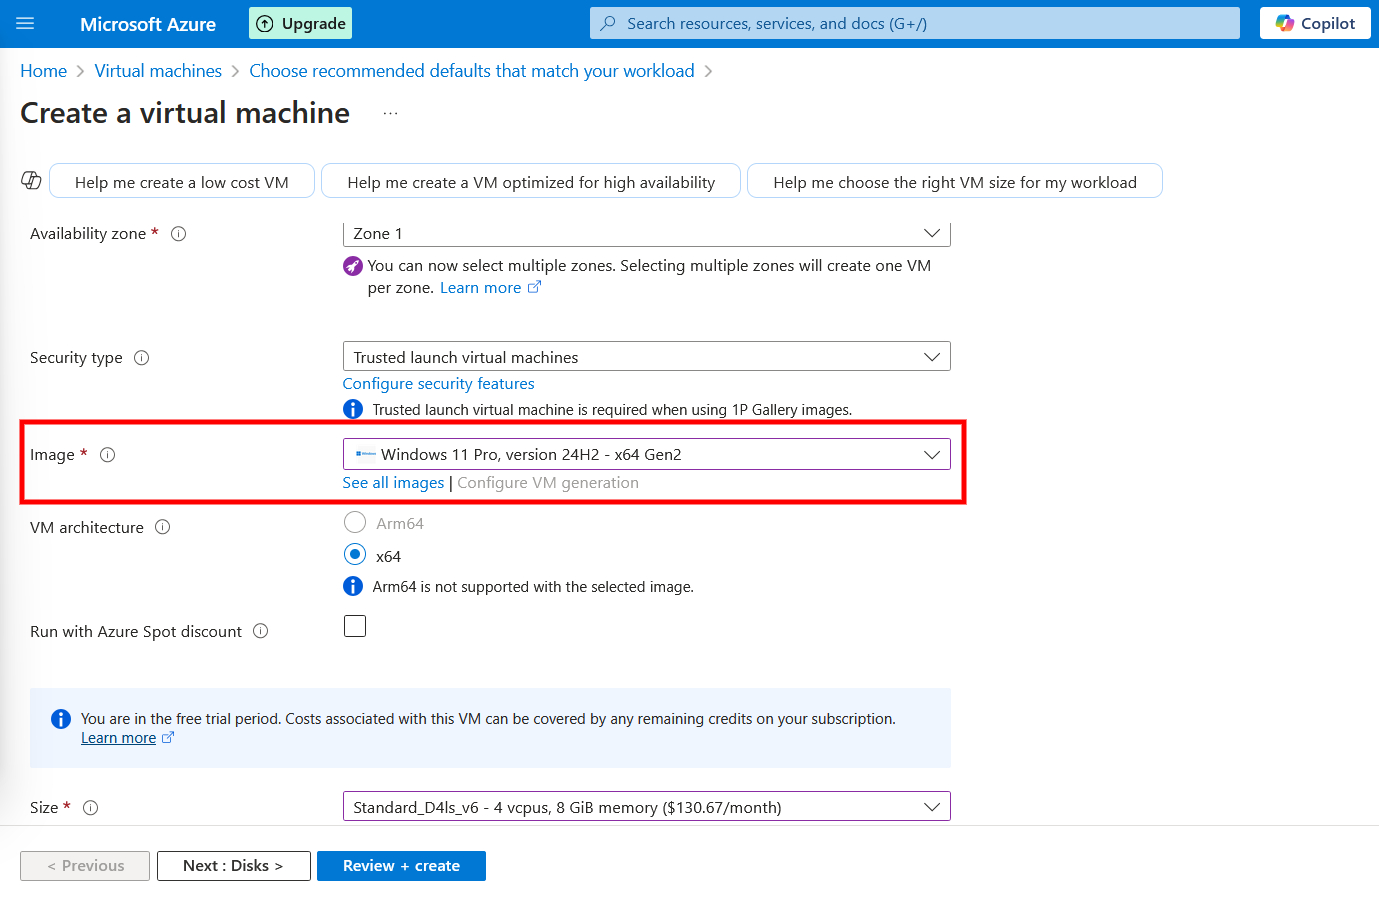 Microsoft Azure
Upgrade
Search resources, services, and docs (G+/)
Copilot
Home > Virtual machines > Choose recommended defaults that match your workload >
Create a virtual machine ...
Help me create a low cost VM
Help me create a VM optimized for high availability
Help me choose the right VM size for my workload
Availability zone *
Zone 1
You can now select multiple zones. Selecting multiple zones will create one VM
per zone. Learn more
Security type
Trusted launch virtual machines
Configure security features
Trusted launch virtual machine is required when using 1P Gallery images.
Image *
Windows 11 Pro, version 24H2 - x64 Gen2
See all images | Configure VM generation
VM architecture
Arm64
x64
Arm64 is not supported with the selected image.
Run with Azure Spot discount
You are in the free trial period. Costs associated with this VM can be covered by any remaining credits on your subscription.
Learn more
Size *
Standard_D4ls_v6 - 4 vcpus, 8 GiB memory ($130.67/month)
< Previous
Next : Disks >
Review + create